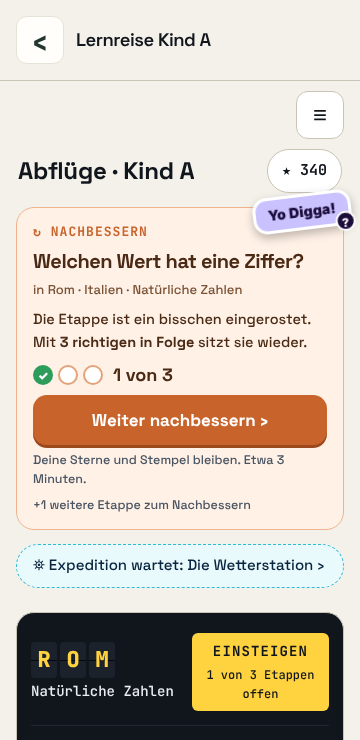 < Lernreise Kind A
≡
Abflüge · Kind A
★ 340
Yo Digga!
?
↻ NACHBESSERN
Welchen Wert hat eine Ziffer?
in Rom · Italien · Natürliche Zahlen
Die Etappe ist ein bisschen eingerostet.
Mit 3 richtigen in Folge sitzt sie wieder.
1 von 3
Weiter nachbessern >
Deine Sterne und Stempel bleiben. Etwa 3
Minuten.
+1 weitere Etappe zum Nachbessern
Expedition wartet: Die Wetterstation >
ROM
Natürliche Zahlen
EINSTEIGEN
1 von 3 Etappen
offen